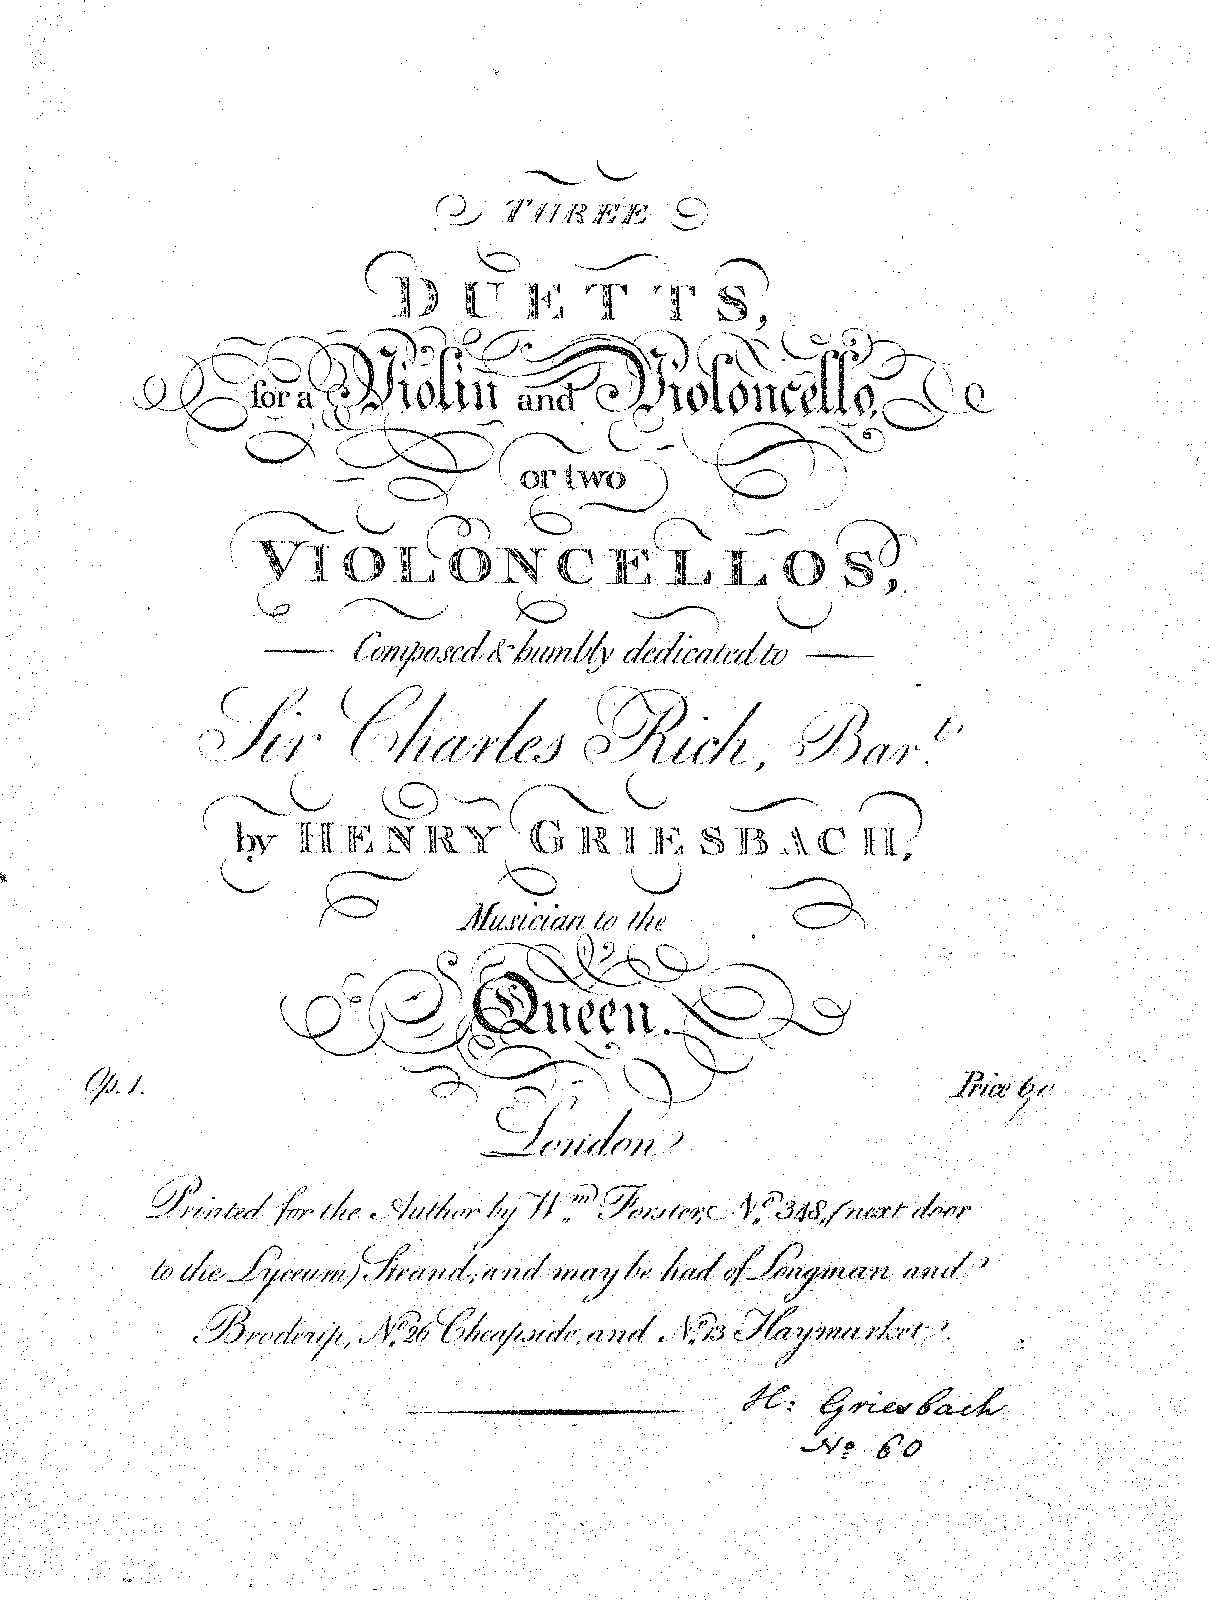 THREE
DUETTS,
for a Violin and Violoncello,
or two
VIOLONCELLOS,
Composed & humbly dedicated to
Sir Charles Rich, Bar.t
by HENRY GRIESBACH,
Musician to the
Queen.
Op. 1.
Price 6/0
London
Printed for the Author by W.m Forster, N.o 348, (next door
to the Lyceum) Strand, and may be had of Longman and
Broderip, N.o 26 Cheapside, and N.o 13 Haymarket.
H: Griesbach
No 60